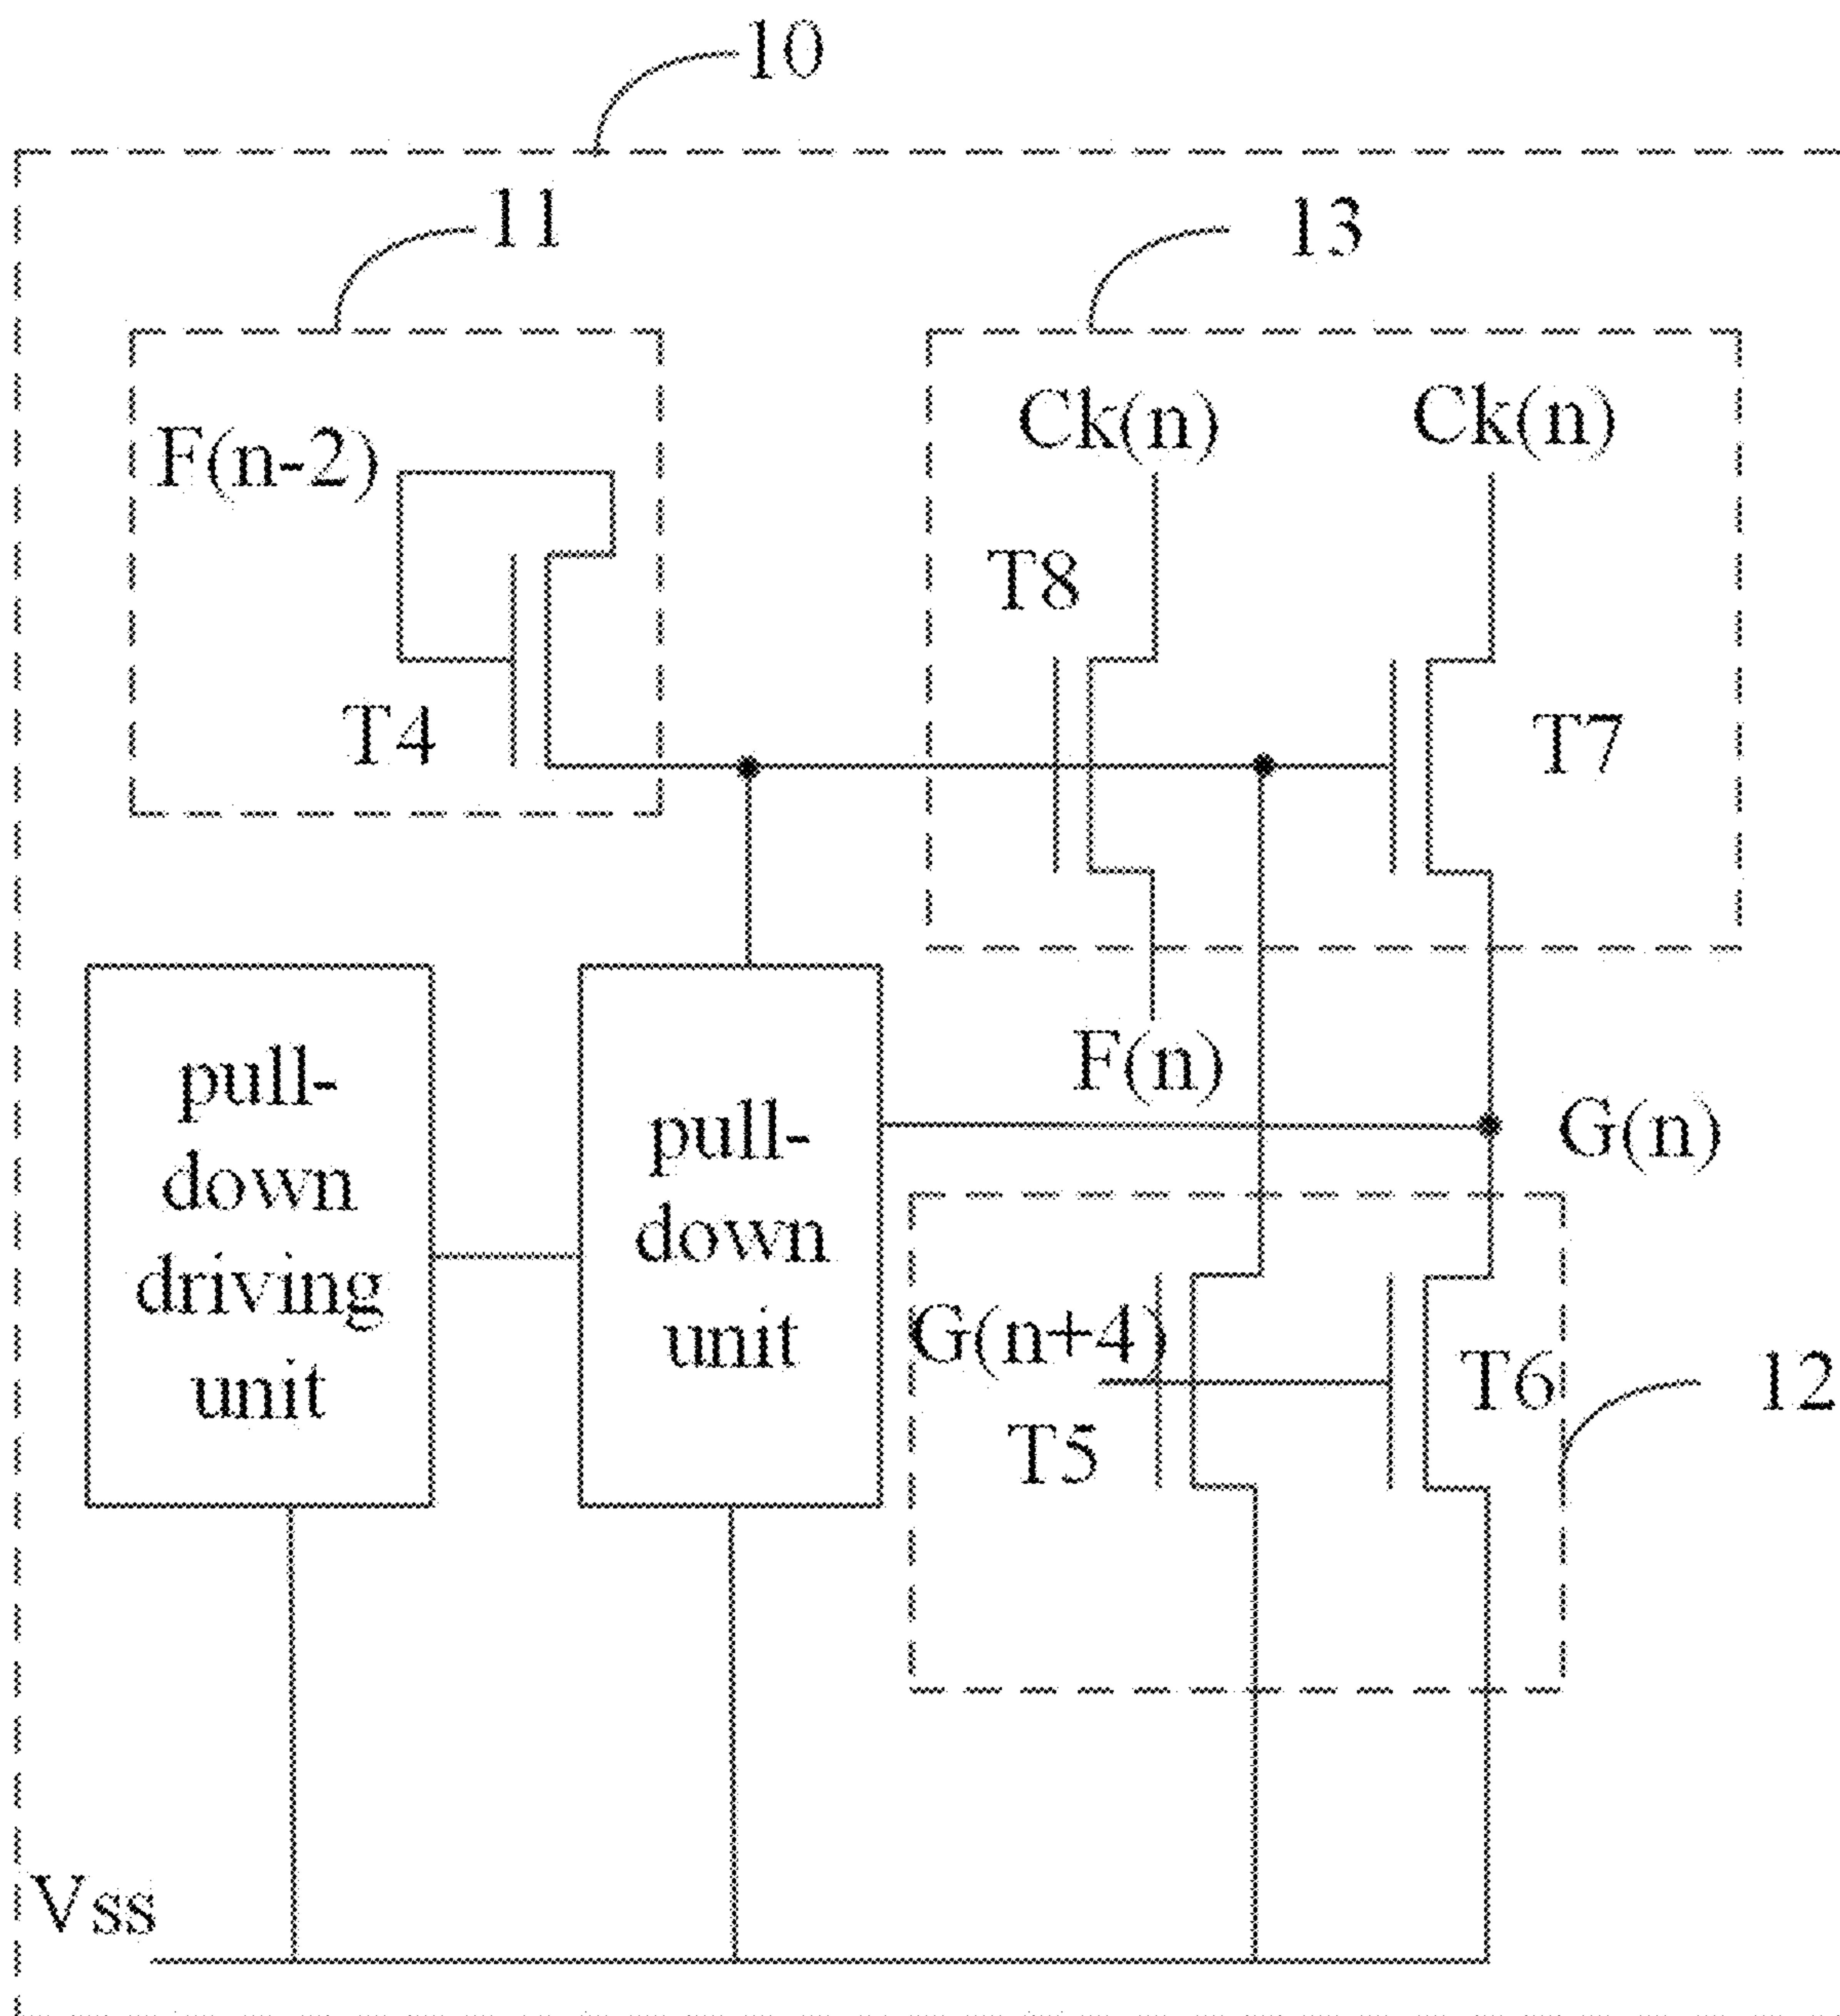 10
11
13
F(n-2)
Ck(n)
Ck(n)
T8
T4
T7
F(n)
G(n)
pull-
down
driving
unit
pull-
down
unit
G(n+4)
T6
12
T5
Vss